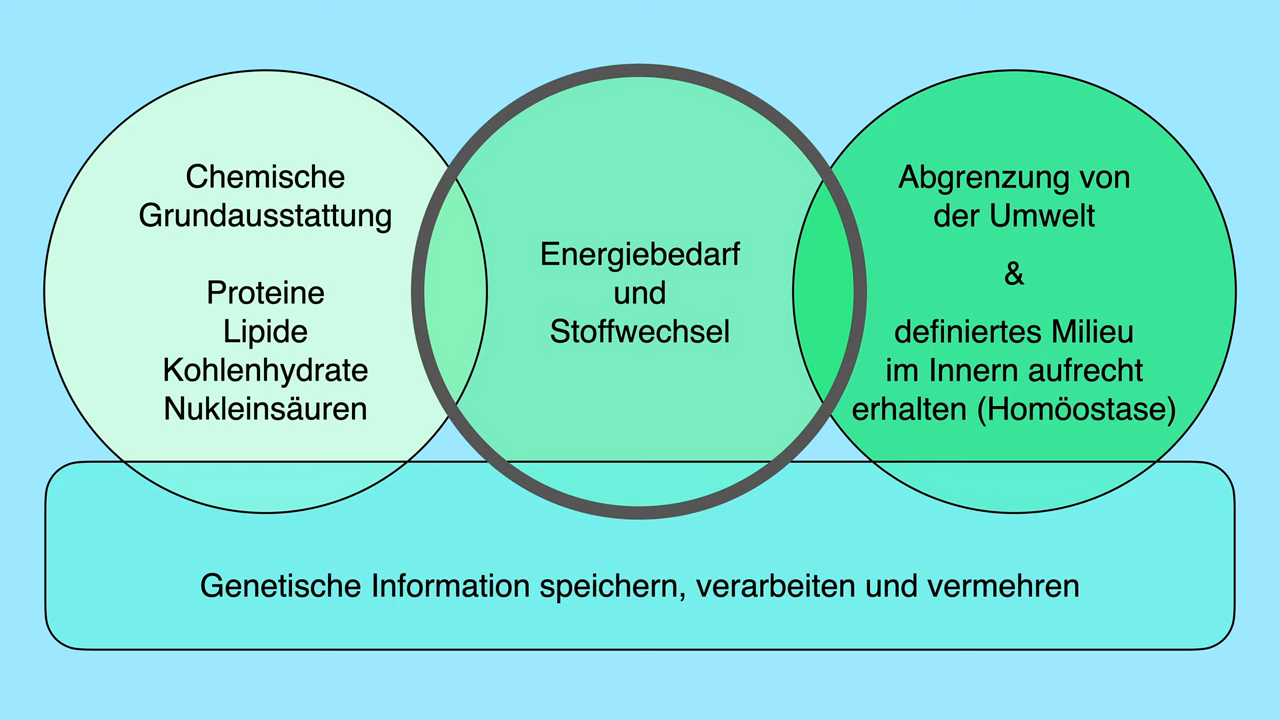 Chemische
Grundausstattung
Proteine
Lipide
Kohlenhydrate
Nukleinsäuren
Energiebedarf
und
Stoffwechsel
Abgrenzung von
der Umwelt
&
definiertes Milieu
im Innern aufrecht
erhalten (Homöostase)
Genetische Information speichern, verarbeiten und vermehren